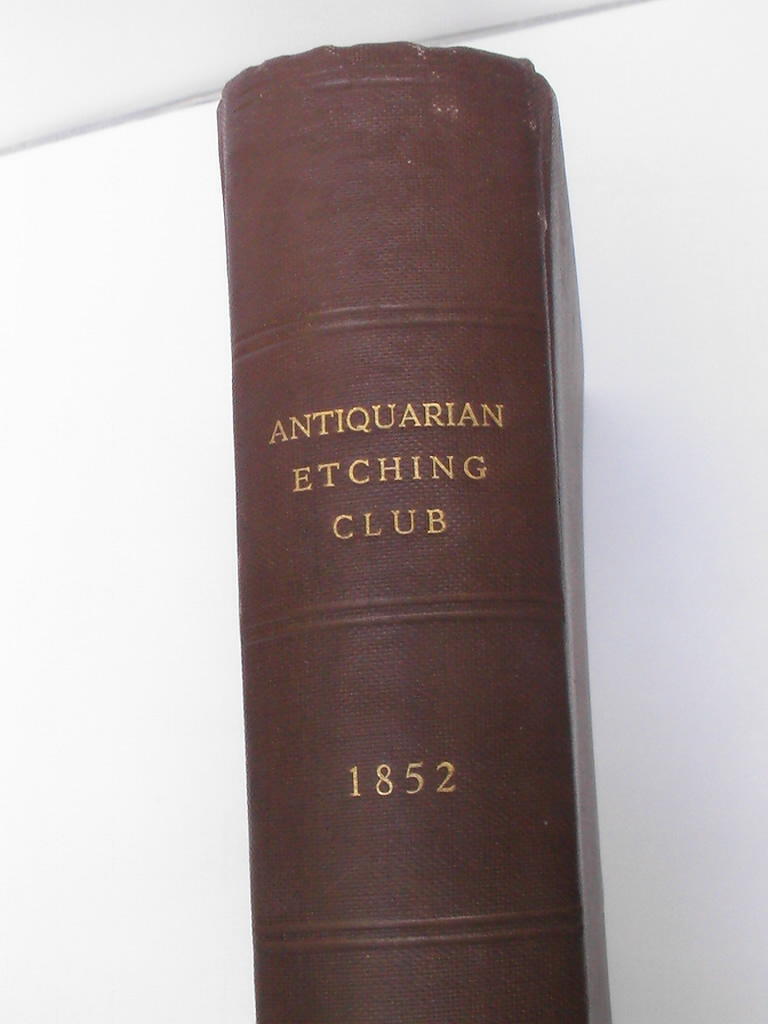 ANTIQUARIAN
ETCHING
CLUB
1852